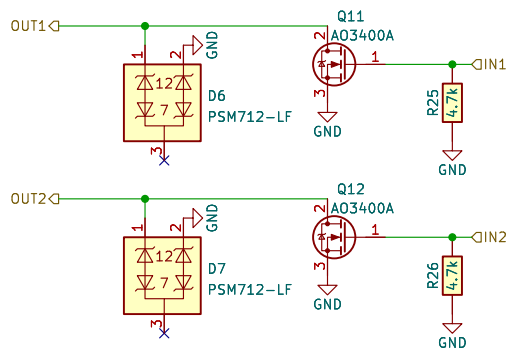 Q11
OUT1
AO3400A
GND
1
2
2
1
12
7
3
D6
PSM712-LF
3
GND
IN1
R25
4.7k
GND
Q12
OUT2
AO3400A
GND
1
2
2
1
12
7
3
D7
PSM712-LF
3
GND
IN2
R26
4.7k
GND